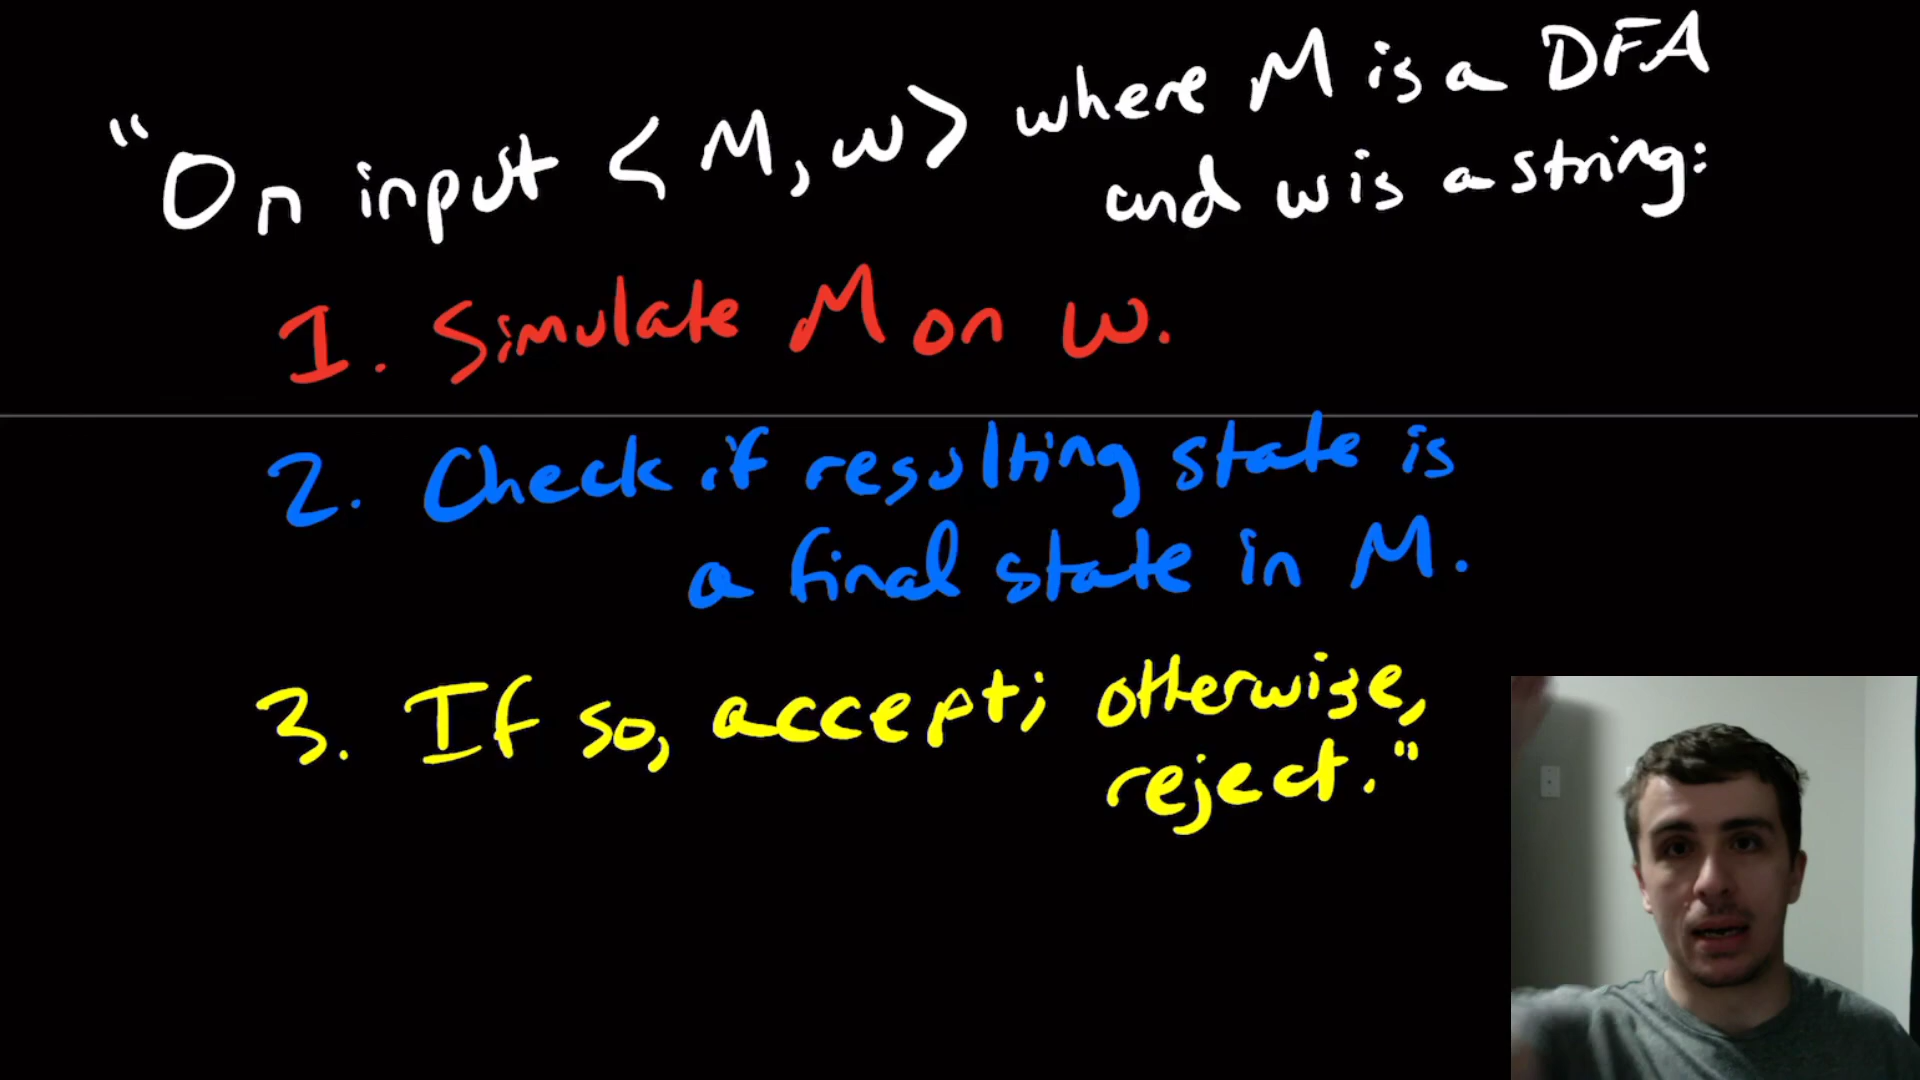 “On input < M, w> where M is a DFA
and w is a string:
1. Simulate M on w.
2. Check if resulting state is
a final state in M.
3. If so, accept; otherwise,
reject."